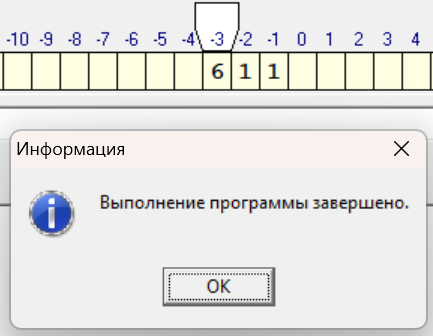 -10 -9 -8 -7 -6 -5 -4 -3 -2 -1 0 1 2 3 4
6 1 1
Информация
Выполнение программы завершено.
OK